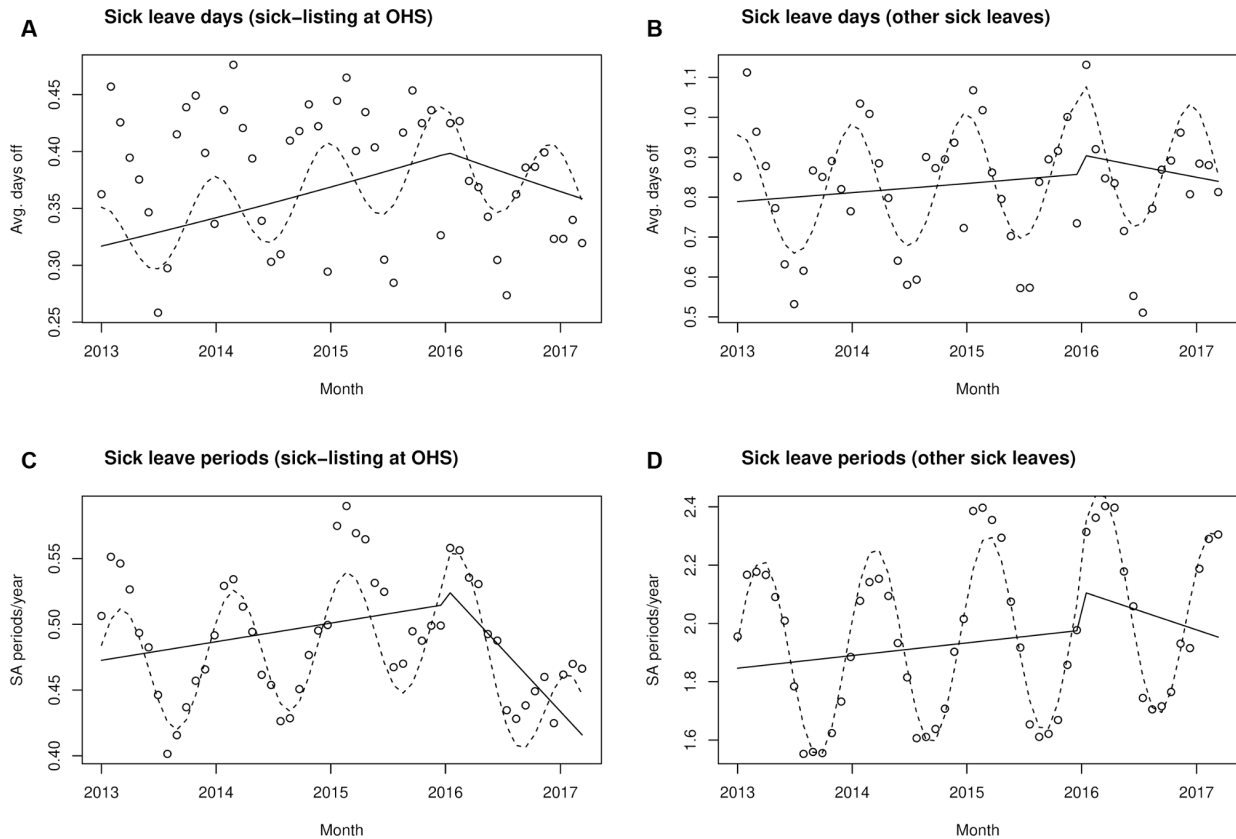 A Sick leave days (sick−listing at OHS)
Avg. days off
0.45
0.40
0.35
0.30
0.25
2013 2014 2015 2016 2017
Month
B Sick leave days (other sick leaves)
Avg. days off
1.1
1.0
0.9
0.8
0.7
0.6
0.5
2013 2014 2015 2016 2017
Month
C Sick leave periods (sick−listing at OHS)
SA periods/year
0.55
0.50
0.45
0.40
2013 2014 2015 2016 2017
Month
D Sick leave periods (other sick leaves)
SA periods/year
2.4
2.2
2.0
1.8
1.6
2013 2014 2015 2016 2017
Month